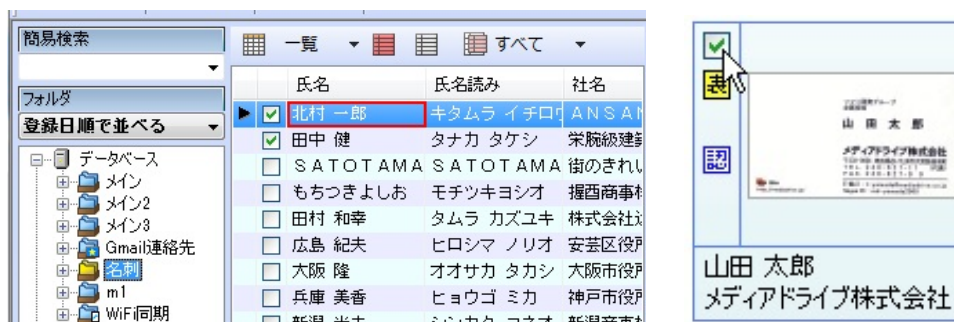 簡易検索
フォルダ
登録日順で並べる
データベース
メイン
メイン2
メイン3
Gmail連絡先
名刺
m1
WiFi同期
一覧 すべて
氏名 氏名読み 社名
北村 一郎 キタムラ イチロウ ANSAN
田中 健 タナカ タケシ 栄腕級建築
SATOTAMA SATOTAMA 街のきれい
もちつきよしお モチツキヨシオ 握酉商事株
田村 和幸 タムラ カズユキ 株式会社
広島 紀夫 ヒロシマ ノリオ 安芸区役所
大阪 隆 オオサカ タカシ 大阪市役所
兵庫 美香 ヒョウゴ ミカ 神戸市役所
表
認
山田 太郎
メディアドライブ株式会社
山田 太郎
メディアドライブ株式会社